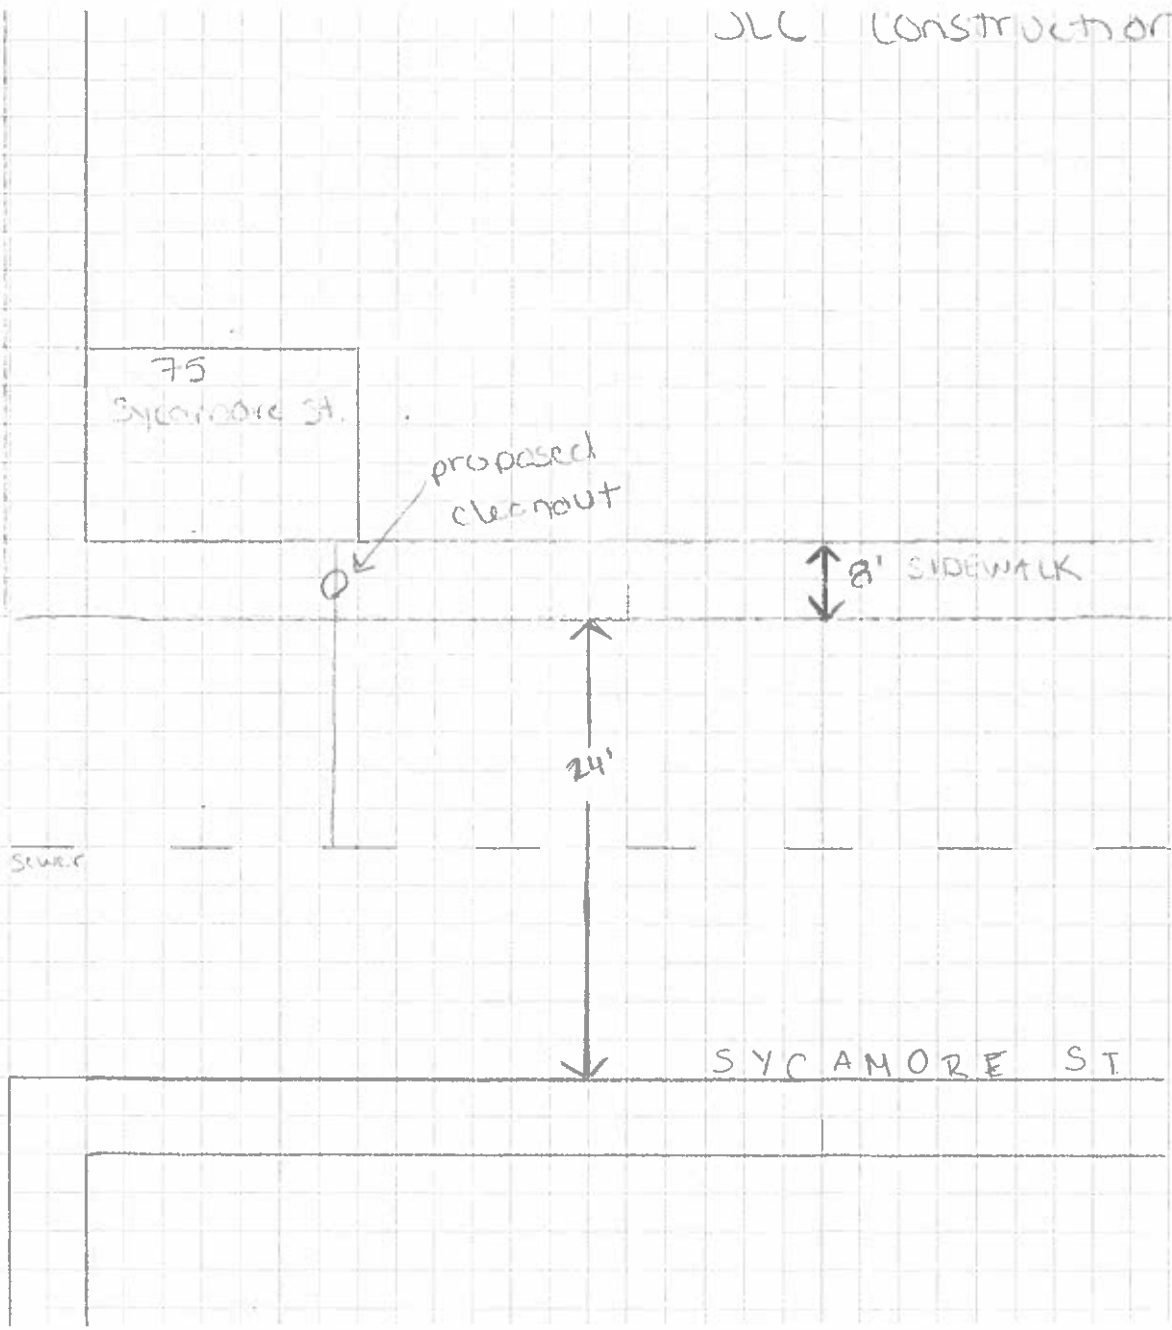 JLC Construction
75
Sycamore St.
proposed
cleanout
8' SIDEWALK
24'
sewer
SYCAMORE ST